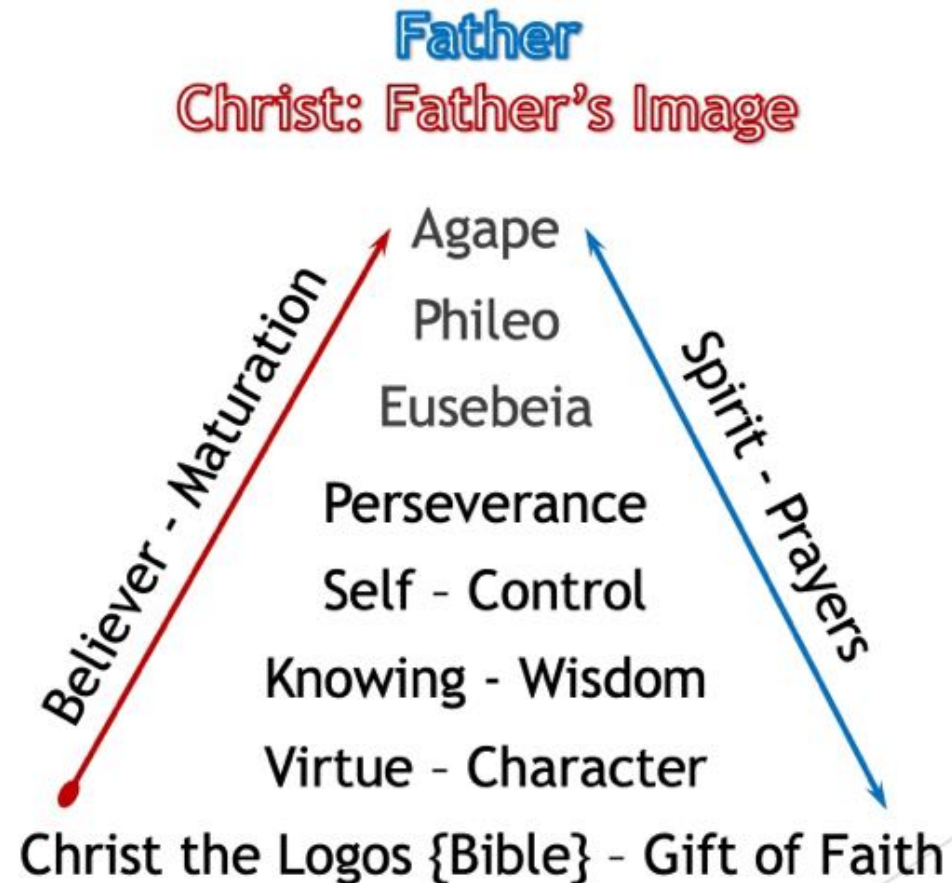 Father
Christ: Father’s Image
Agape
Phileo
Eusebeia
Perseverance
Self – Control
Knowing - Wisdom
Virtue – Character
Christ the Logos {Bible} – Gift of Faith
Believer - Maturation
Spirit - Prayers